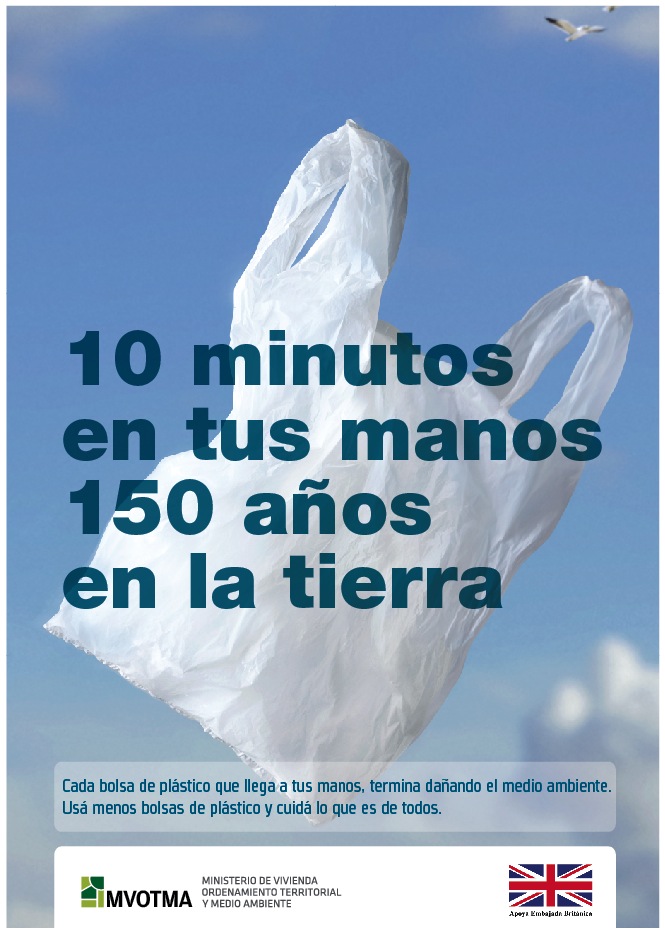 10 minutos
en tus manos
150 años
en la tierra
Cada bolsa de plástico que llega a tus manos, termina dañando el medio ambiente.
Usá menos bolsas de plástico y cuidá lo que es de todos.
MVOTMA
MINISTERIO DE VIVIENDA
ORDENAMIENTO TERRITORIAL
Y MEDIO AMBIENTE
Apoya Embajada Británica